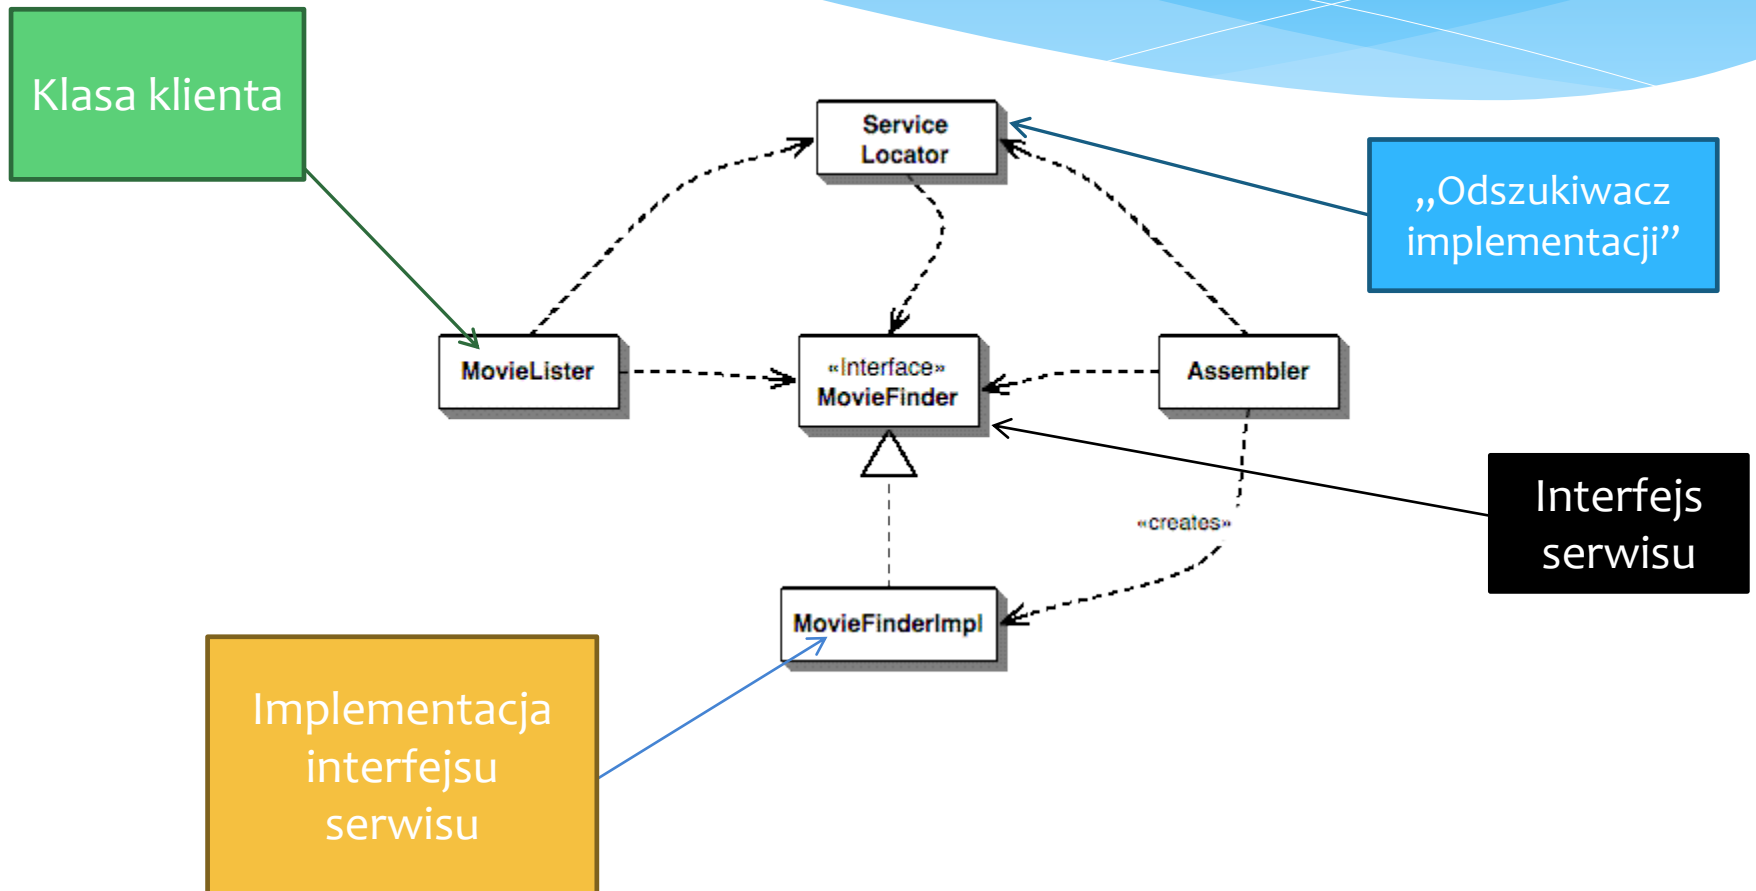 Klasa klienta
Service
Locator
„Odszukiwacz
implementacji”
MovieLister
«Interface»
MovieFinder
Assembler
Interfejs
serwisu
«creates»
MovieFinderImpl
Implementacja
interfejsu
serwisu